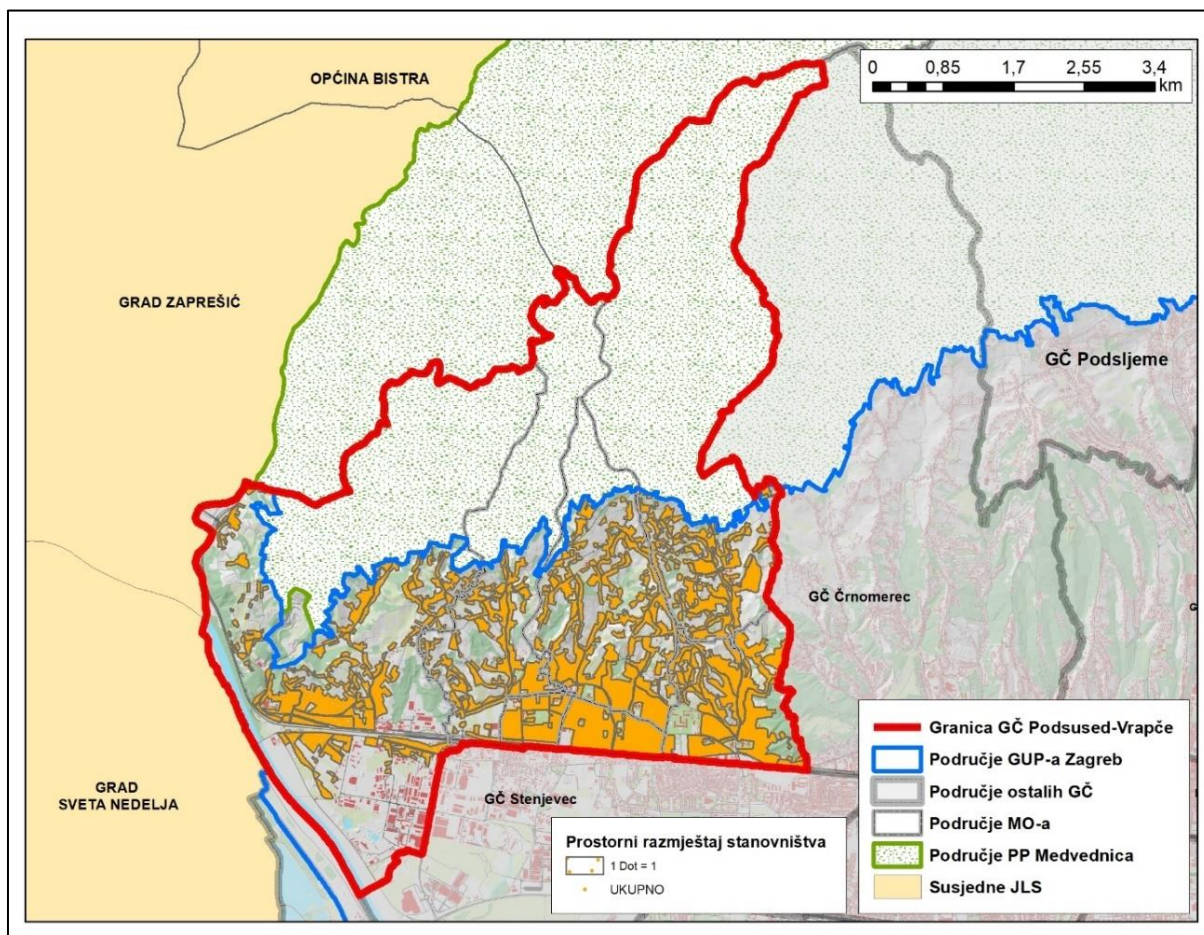 OPĆINA BISTRA
0 0,85 1,7 2,55 3,4
km
GRAD ZAPREŠIĆ
GČ Podsljeme
GČ Črnomerec
GRAD
SVETA NEDELJA
GČ Stenjevec
Prostorni razmještaj stanovništva
1 Dot = 1
UKUPNO
Granica GČ Podsused-Vrapče
Područje GUP-a Zagreb
Područje ostalih GČ
Područje MO-a
Područje PP Medvednica
Susjedne JLS